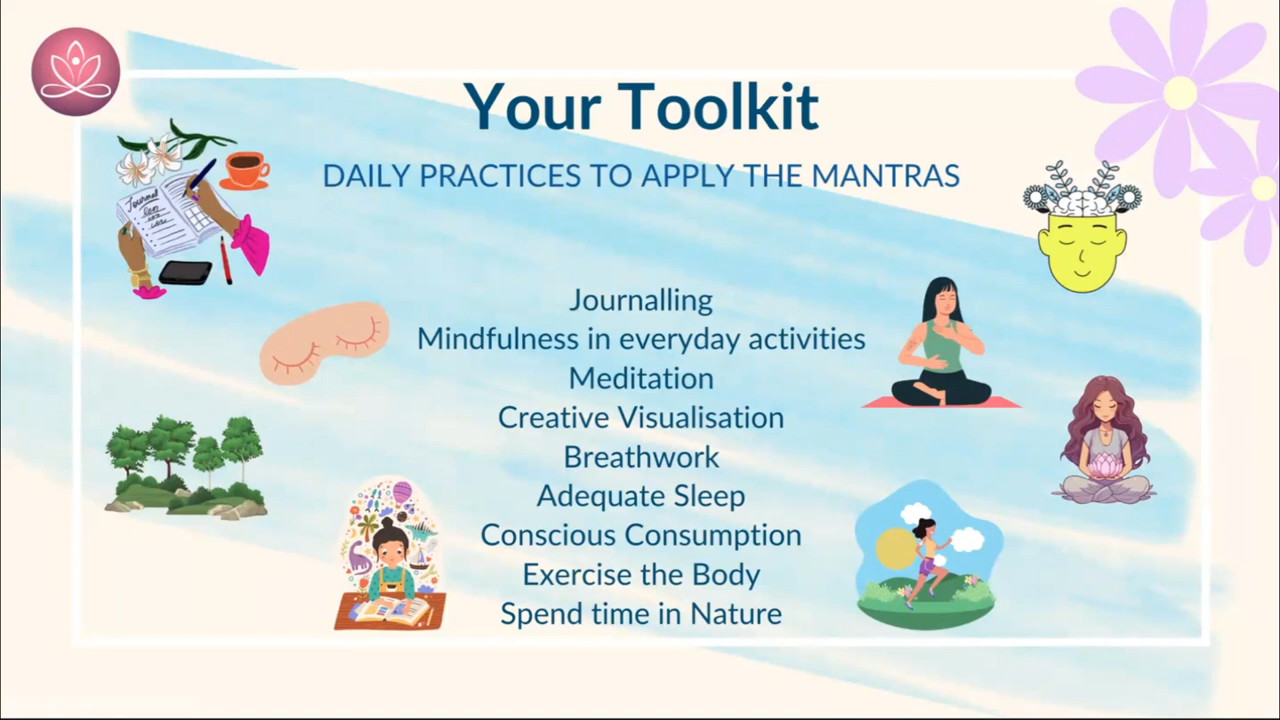 Your Toolkit
DAILY PRACTICES TO APPLY THE MANTRAS
Journal
Journalling
Mindfulness in everyday activities
Meditation
Creative Visualisation
Breathwork
Adequate Sleep
Conscious Consumption
Exercise the Body
Spend time in Nature